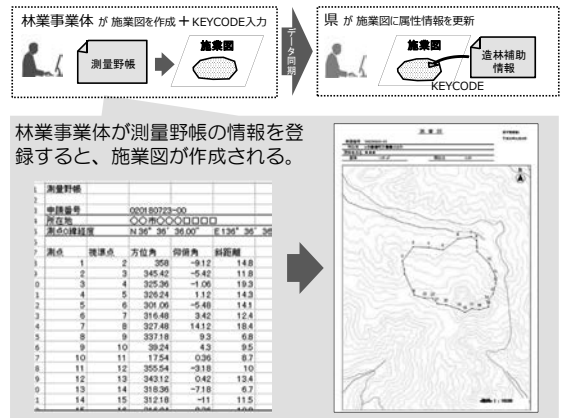 林業事業体 が 施業図を作成 ＋ KEYCODE入力
施業図
測量野帳
データ同期
県 が 施業図に属性情報を更新
施業図
造林補助
情報
KEYCODE
林業事業体が測量野帳の情報を登
録すると、施業図が作成される。
測量野帳
申請番号 020180723-00
所在地 〇〇市〇〇□□□□
測点0緯経度 N36° 36′ 36.00″ E136° 36′ 36
測点 視準点 方位角 仰俯角 斜距離
1 2 358 -9.12 14.8
2 3 345.42 -5.42 11.8
3 4 325.36 -1.06 19.3
4 5 326.24 1.12 14.3
5 6 301.06 -5.48 14.1
6 7 316.48 3.42 12.4
7 8 327.48 14.12 18.4
8 9 337.18 9.3 6.8
9 10 39.24 4.3 9.5
10 11 17.54 0.36 8.7
11 12 355.54 -3.18 10
12 13 343.12 0.42 13.4
13 14 318.36 -7.18 6.7
14 15 312.18 -11 11.5
施 業 図